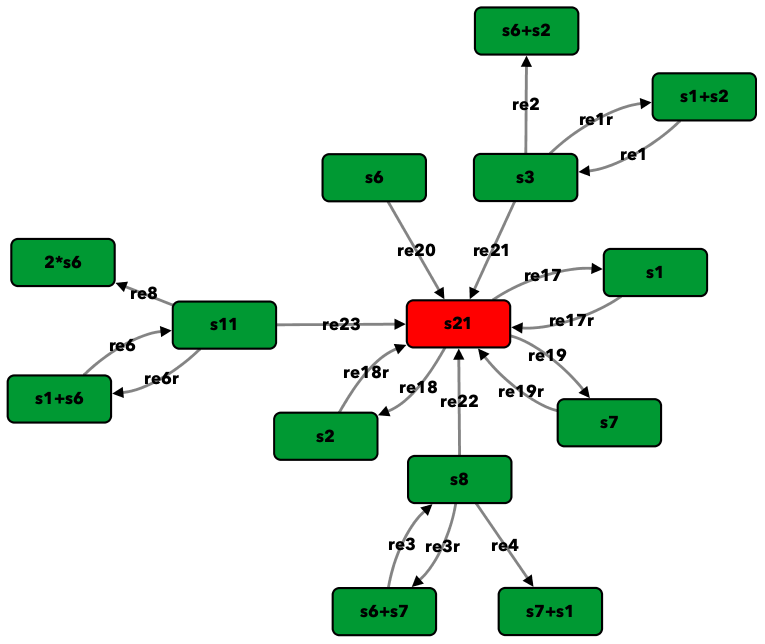 s6+s2
s1+s2
re2
re1r
re1
s6
s3
re20
re21
2*s6
s1
re17
re8
s11
re23
s21
re17r
re6
re19
re6r
re18r
re18
re19r
s1+s6
re22
s2
s7
s8
re3
re3r
re4
s6+s7
s7+s1